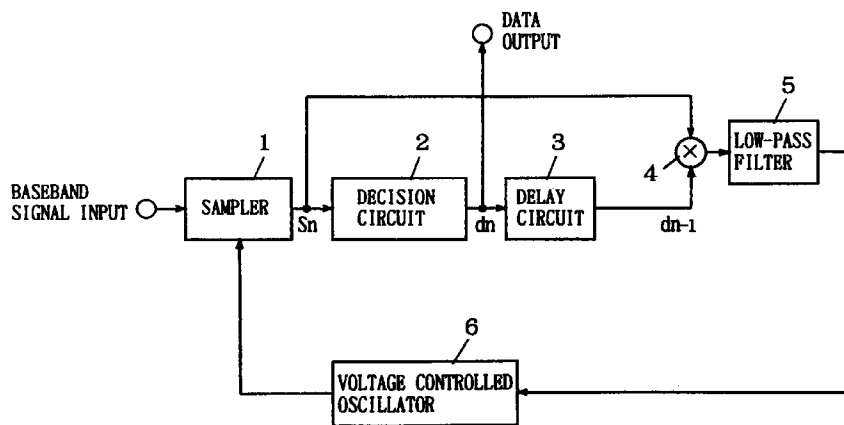 DATA
OUTPUT
5
1
2
3
4
LOW-PASS
FILTER
BASEBAND
SIGNAL INPUT
SAMPLER
Sn
DECISION
CIRCUIT
dn
DELAY
CIRCUIT
dn-1
6
VOLTAGE CONTROLLED
OSCILLATOR